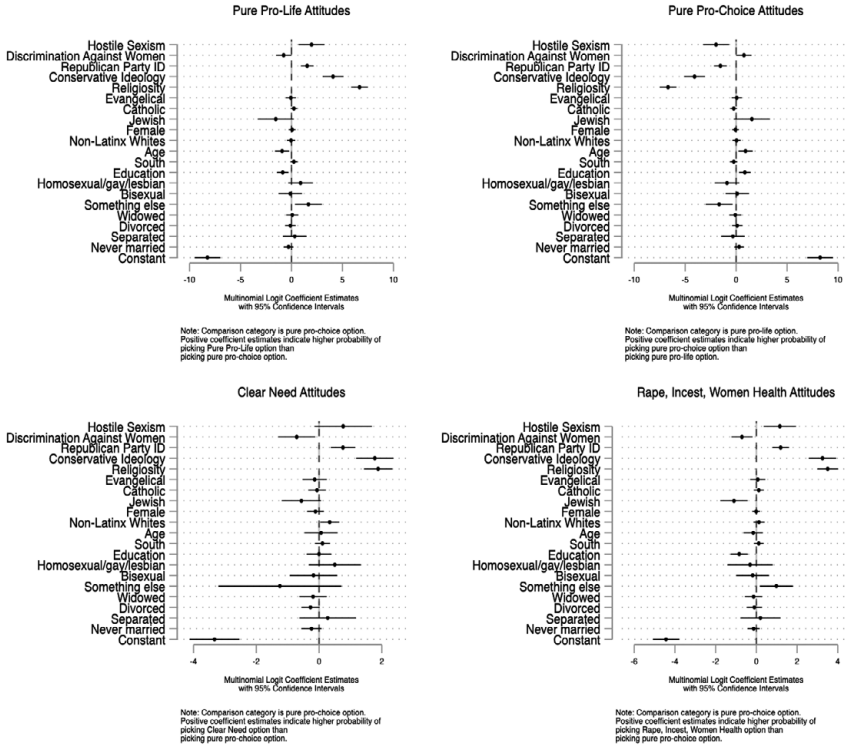 Pure Pro-Life Attitudes
Hostile Sexism
Discrimination Against Women
Republican Party ID
Conservative Ideology
Religiosity
Evangelical
Catholic
Jewish
Female
Non-Latinx Whites
Age
South
Education
Homosexual/gay/lesbian
Bisexual
Something else
Widowed
Divorced
Separated
Never married
Constant
-10 -5 0 5 10
Multinomial Logit Coefficient Estimates
with 95% Confidence Intervals
Note: Comparison category is pure pro-choice option.
Positive coefficient estimates indicate higher probability of
picking Pure Pro-Life option than
picking pure pro-choice option.
Pure Pro-Choice Attitudes
Hostile Sexism
Discrimination Against Women
Republican Party ID
Conservative Ideology
Religiosity
Evangelical
Catholic
Jewish
Female
Non-Latinx Whites
Age
South
Education
Homosexual/gay/lesbian
Bisexual
Something else
Widowed
Divorced
Separated
Never married
Constant
-10 -5 0 5 10
Multinomial Logit Coefficient Estimates
with 95% Confidence Intervals
Note: Comparison category is pure pro-life option.
Positive coefficient estimates indicate higher probability of
picking pure pro-choice option than
picking pure pro-life option.
Clear Need Attitudes
Hostile Sexism
Discrimination Against Women
Republican Party ID
Conservative Ideology
Religiosity
Evangelical
Catholic
Jewish
Female
Non-Latinx Whites
Age
South
Education
Homosexual/gay/lesbian
Bisexual
Something else
Widowed
Divorced
Separated
Never married
Constant
-4 -2 0 2
Multinomial Logit Coefficient Estimates
with 95% Confidence Intervals
Note: Comparison category is pure pro-choice option.
Positive coefficient estimates indicate higher probability of
picking Clear Need option than
picking pure pro-choice option.
Rape, Incest, Women Health Attitudes
Hostile Sexism
Discrimination Against Women
Republican Party ID
Conservative Ideology
Religiosity
Evangelical
Catholic
Jewish
Female
Non-Latinx Whites
Age
South
Education
Homosexual/gay/lesbian
Bisexual
Something else
Widowed
Divorced
Separated
Never married
Constant
-6 -4 -2 0 2 4
Multinomial Logit Coefficient Estimates
with 95% Confidence Intervals
Note: Comparison category is pure pro-choice option.
Positive coefficient estimates indicate higher probability of
picking Rape, Incest, Women Health option than
picking pure pro-choice option.